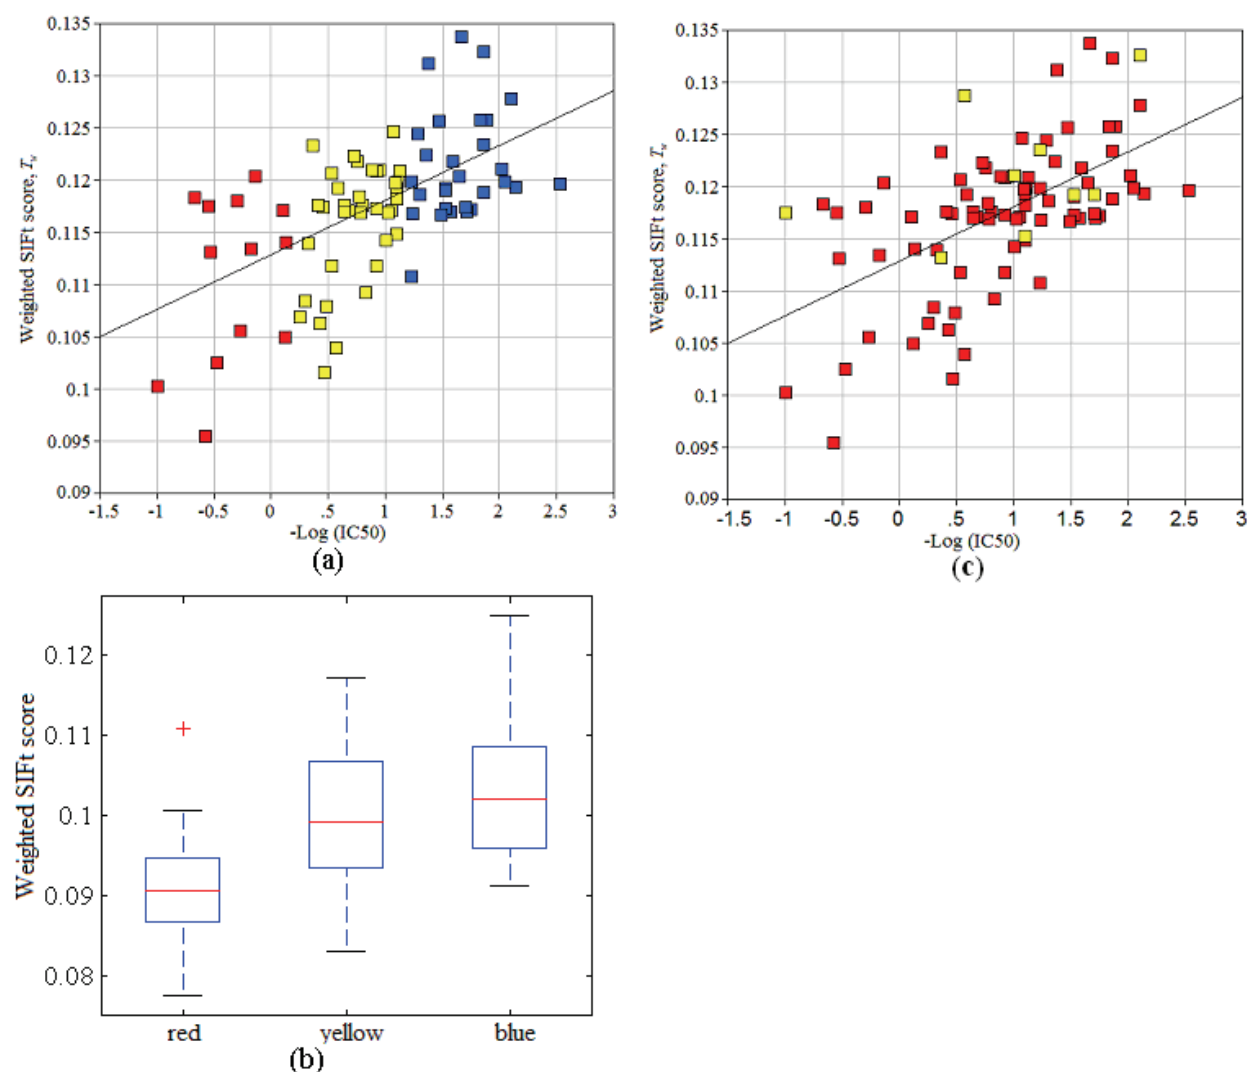 0.135
0.13
0.125
0.12
0.115
0.11
0.105
0.1
0.095
0.09
Weighted SIFt score, Tw
-1.5 -1 -0.5 0 .5 1 1.5 2 2.5 3
-Log (IC50)
(a)
0.135
0.13
0.125
0.12
0.115
0.11
0.105
0.1
0.095
0.09
Weighted SIFt score, Tw
-1.5 -1 -0.5 0 .5 1 1.5 2 2.5 3
-Log (IC50)
(c)
0.12
0.11
0.1
0.09
0.08
Weighted SIFt score
red yellow blue
(b)